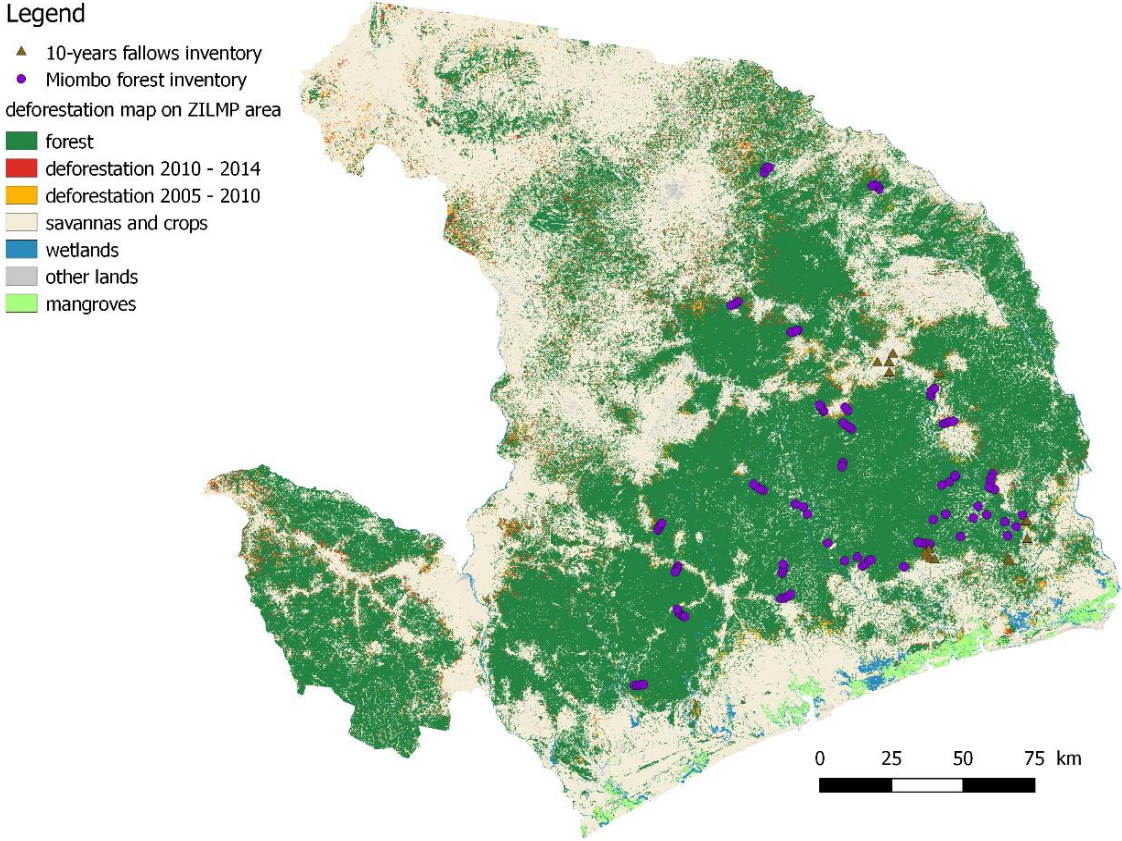 Legend
10-years fallows inventory
Miombo forest inventory
deforestation map on ZILMP area
forest
deforestation 2010 - 2014
deforestation 2005 - 2010
savannas and crops
wetlands
other lands
mangroves
0 25 50 75 km